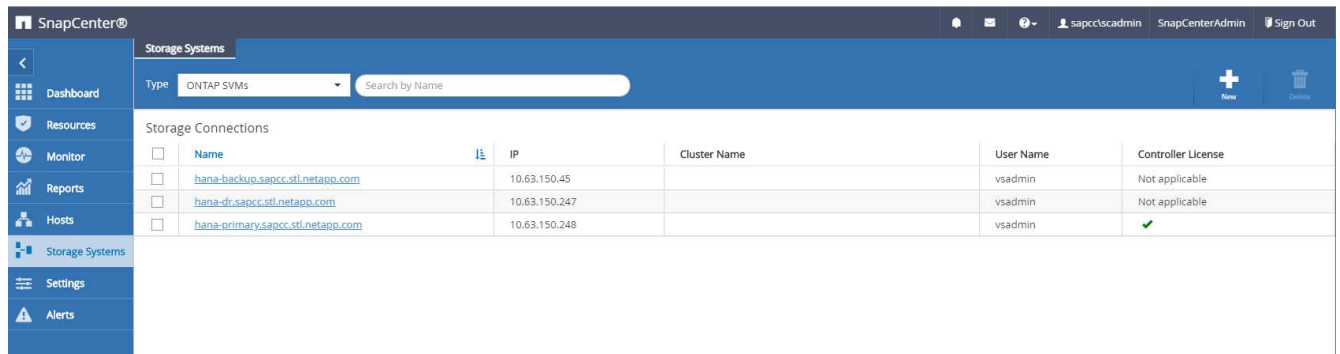 SnapCenter®
sapcc\scadmin SnapCenterAdmin Sign Out
Storage Systems
Type ONTAP SVMs Search by Name
New Delete
Dashboard
Resources
Monitor
Reports
Hosts
Storage Systems
Settings
Alerts
Storage Connections
Name IP Cluster Name User Name Controller License
hana-backup.sapcc.stl.netapp.com 10.63.150.45 vsadmin Not applicable
hana-dr.sapcc.stl.netapp.com 10.63.150.247 vsadmin Not applicable
hana-primary.sapcc.stl.netapp.com 10.63.150.248 vsadmin